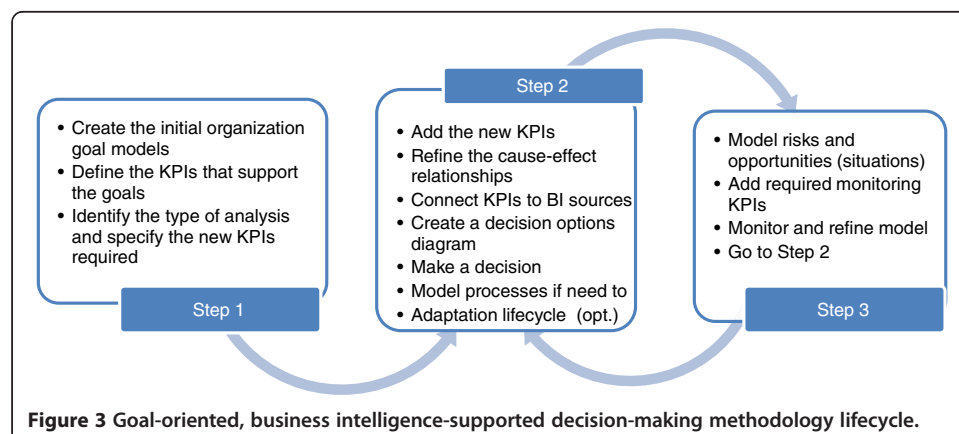 • Create the initial organization
goal models
• Define the KPIs that support
the goals
• Identify the type of analysis
and specify the new KPIs
required
Step 1
Step 2
• Add the new KPIs
• Refine the cause-effect
relationships
• Connect KPIs to BI sources
• Create a decision options
diagram
• Make a decision
• Model processes if need to
• Adaptation lifecycle (opt.)
• Model risks and
opportunities (situations)
• Add required monitoring
KPIs
• Monitor and refine model
• Go to Step 2
Step 3
Figure 3 Goal-oriented, business intelligence-supported decision-making methodology lifecycle.